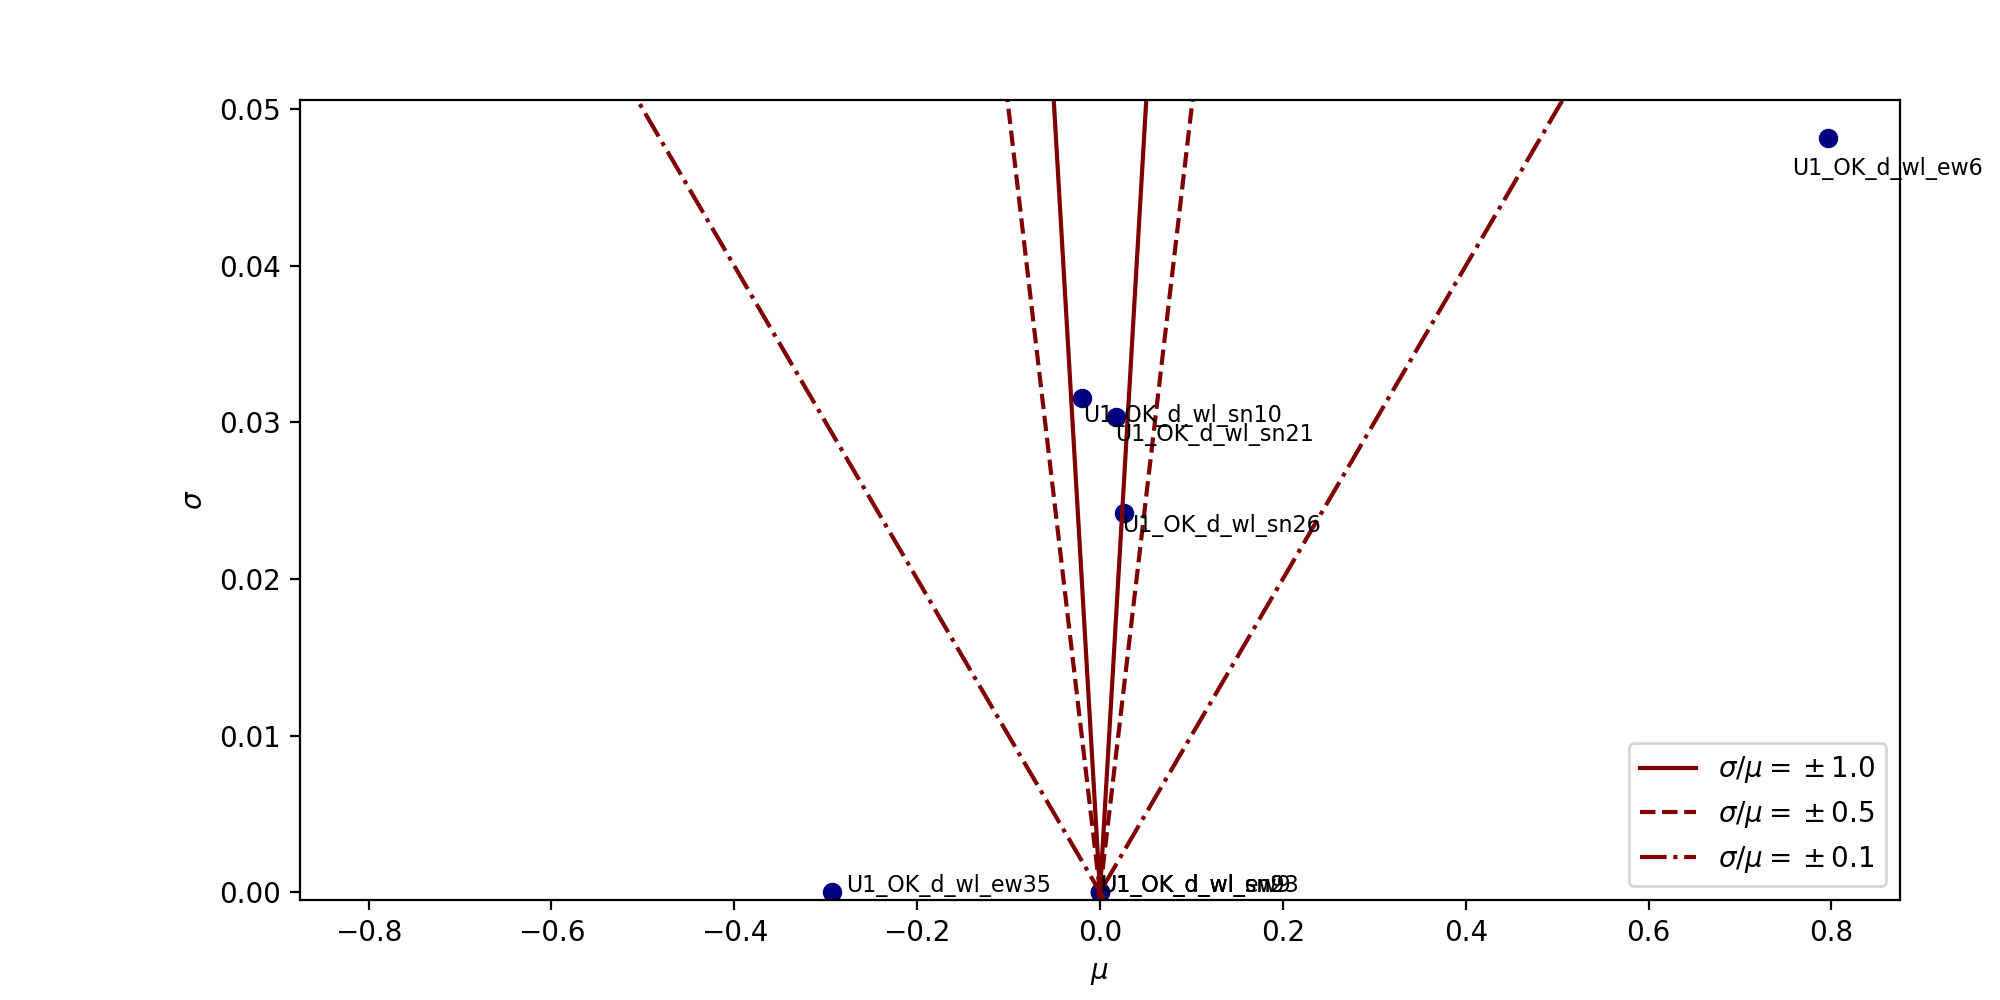 0.05
U1_OK_d_wl_ew6
0.04
0.03
U1_OK_d_wl_sn10
U1_OK_d_wl_sn21
σ
U1_OK_d_wl_sn26
0.02
0.01
σ/μ = ±1.0
σ/μ = ±0.5
σ/μ = ±0.1
0.00
U1_OK_d_wl_ew35
−0.8 −0.6 −0.4 −0.2 0.0 0.2 0.4 0.6 0.8
μ